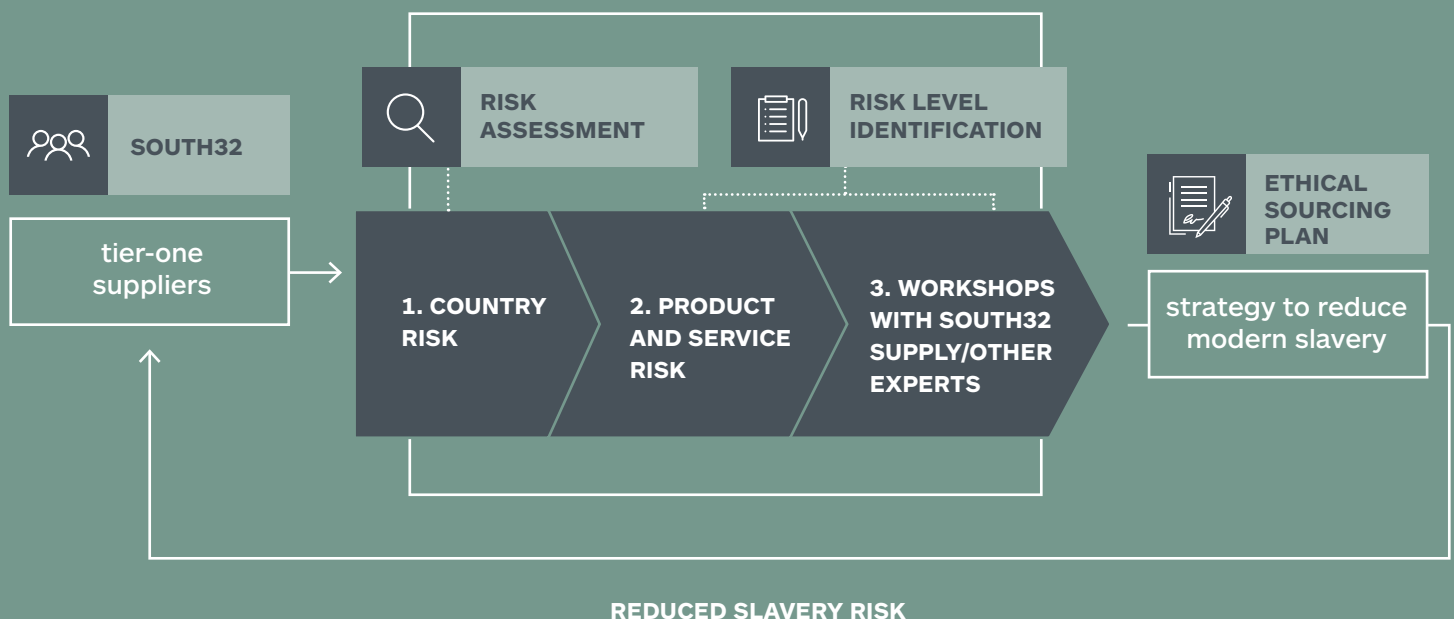 SOUTH32
tier-one
suppliers
RISK
ASSESSMENT
RISK LEVEL
IDENTIFICATION
1. COUNTRY
RISK
2. PRODUCT
AND SERVICE
RISK
3. WORKSHOPS
WITH SOUTH32
SUPPLY/OTHER
EXPERTS
ETHICAL
SOURCING
PLAN
strategy to reduce
modern slavery
REDUCED SLAVERY RISK